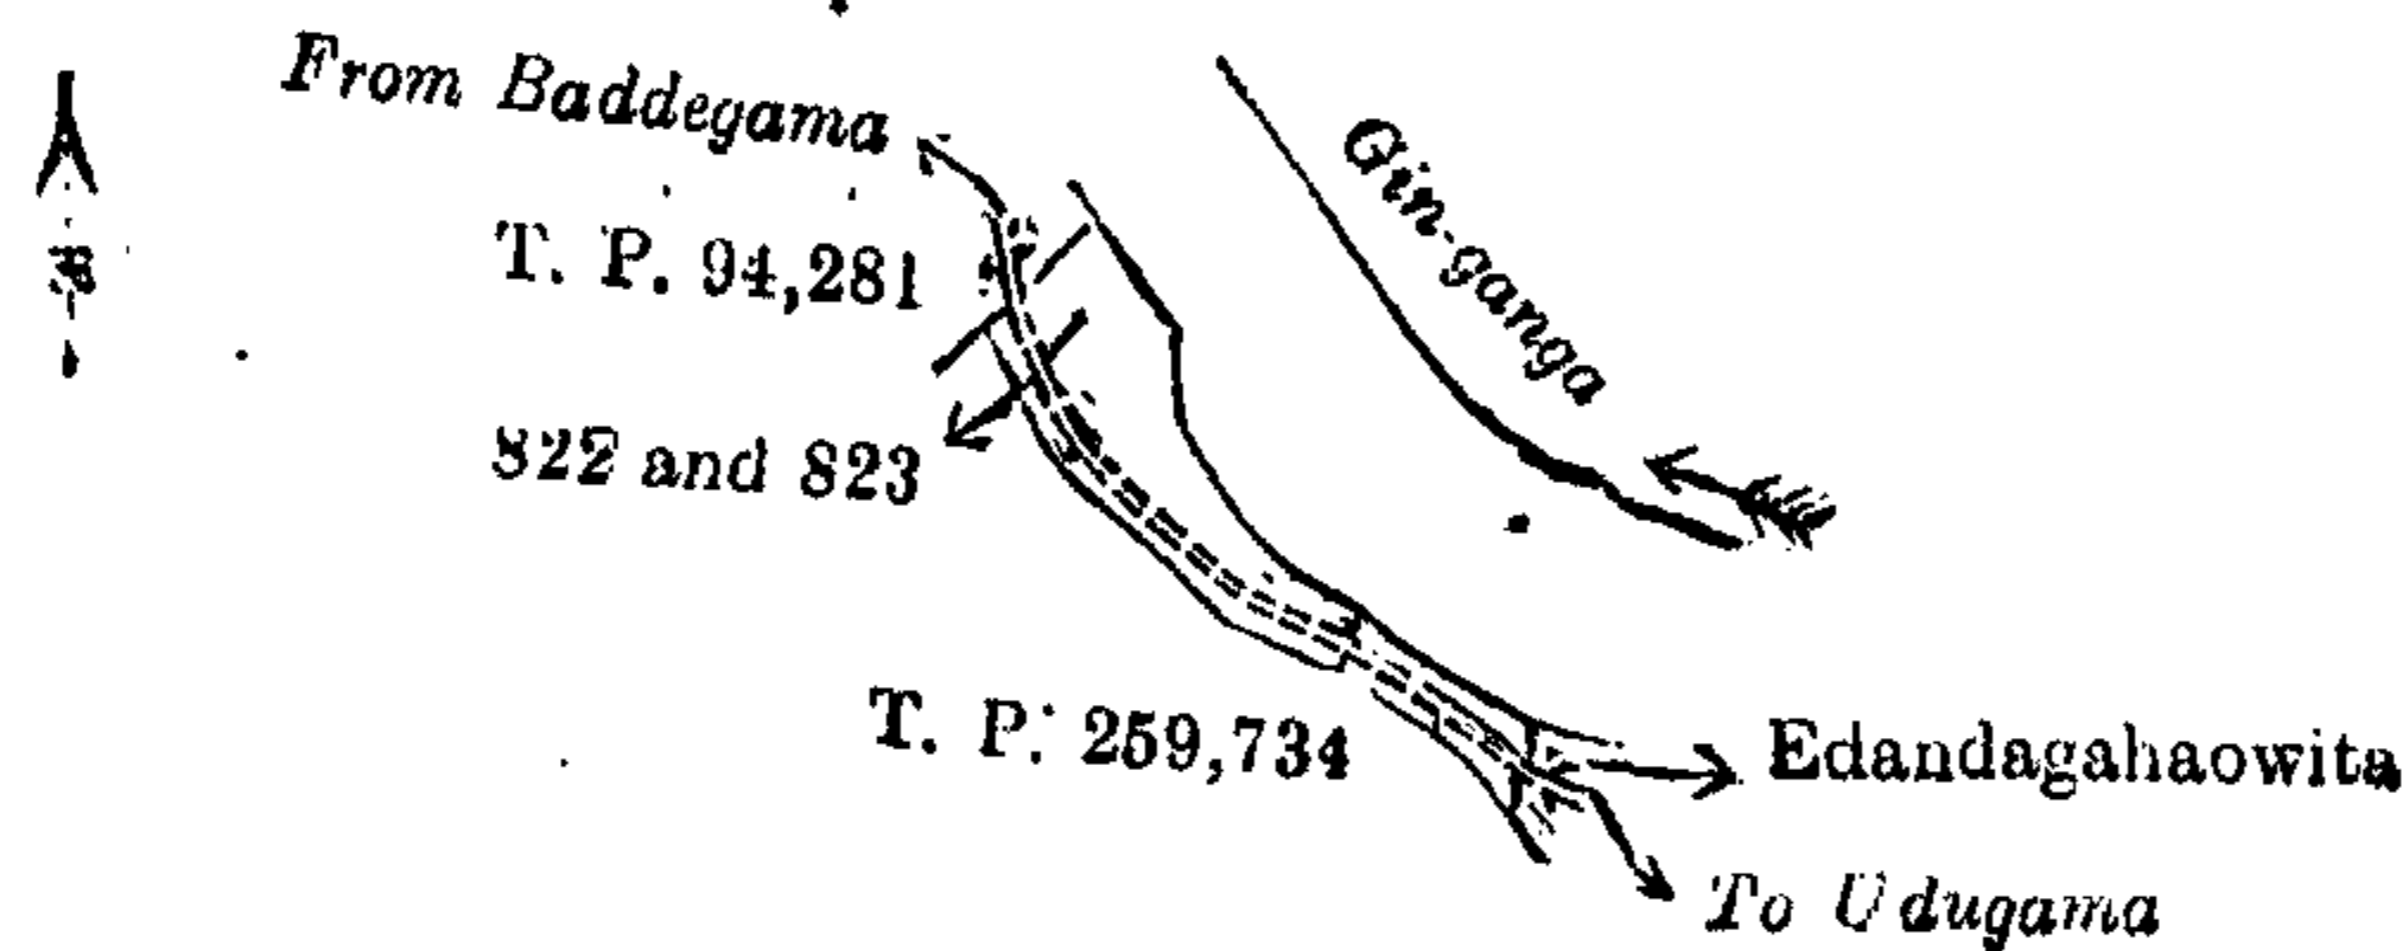 From Baddegama
Gin-ganga
T. P. 94,281
822 and 823
T. P. 259,734
Edandagahaowita
To Udugama